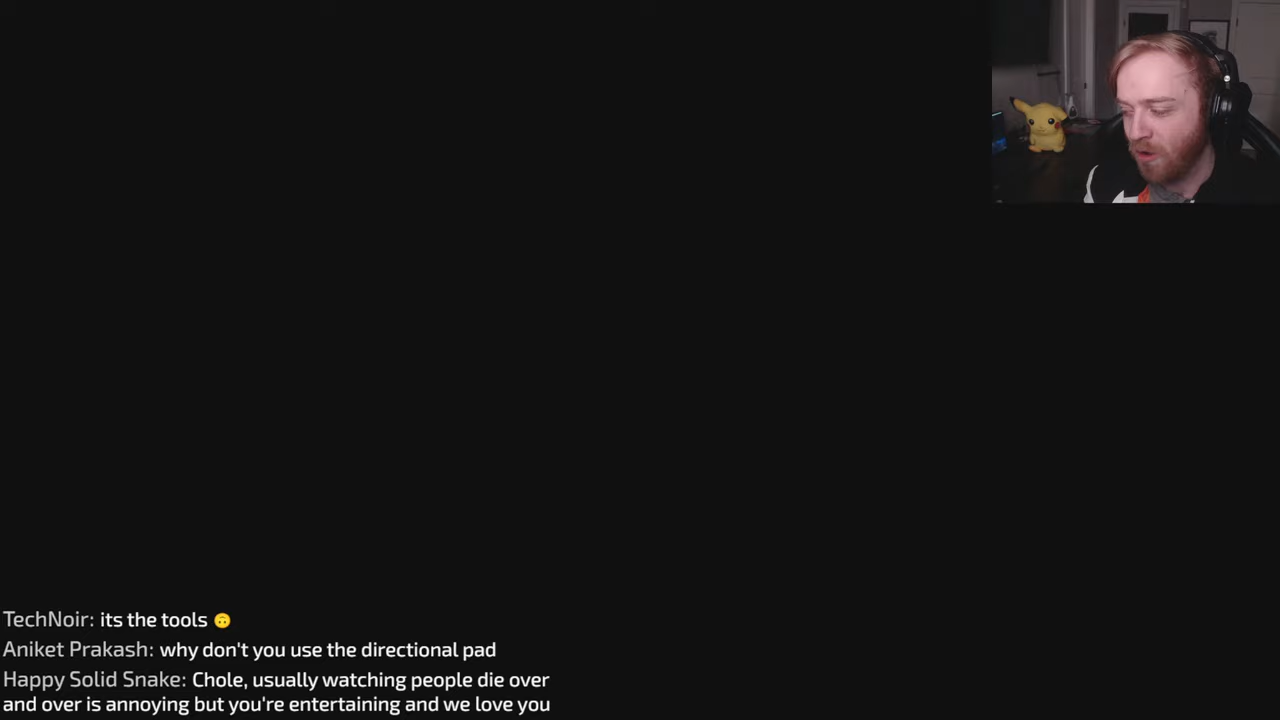 TechNoir: its the tools 🙃
Aniket Prakash: why don't you use the directional pad
Happy Solid Snake: Chole, usually watching people die over
and over is annoying but you're entertaining and we love you